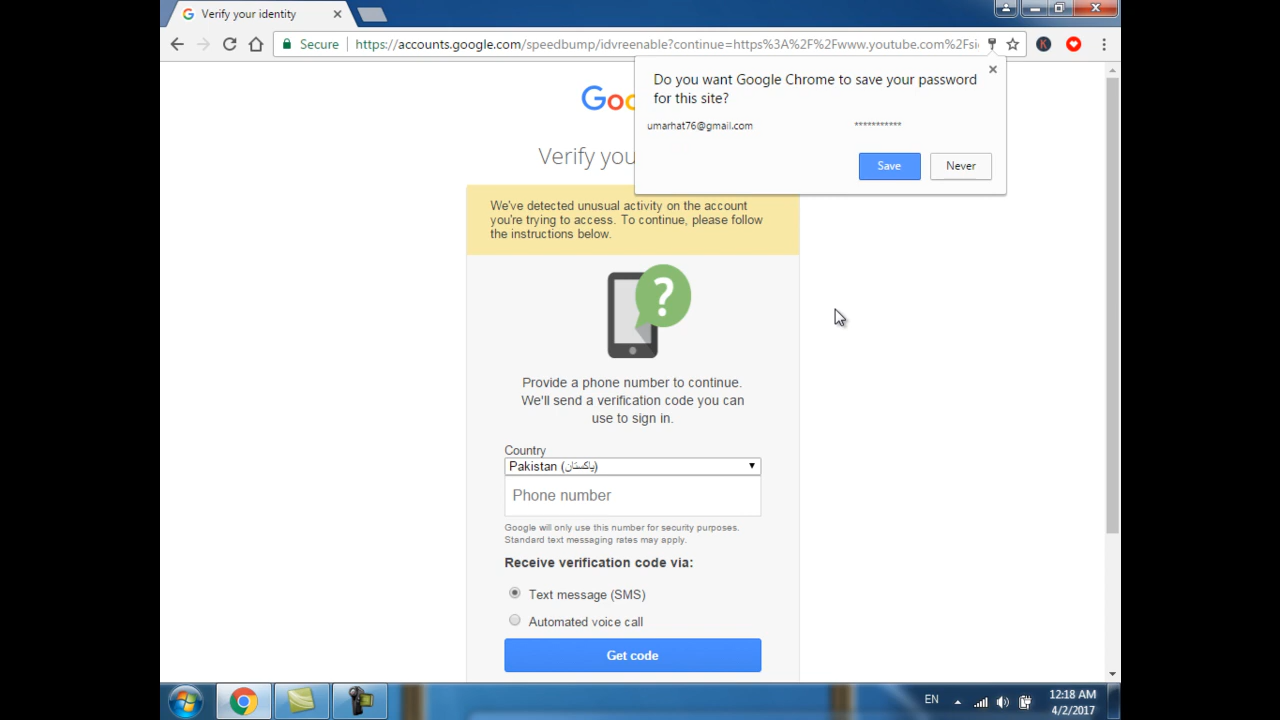 Verify your identity
Secure
https://accounts.google.com/speedbump/idvreenable?continue=https%3A%2F%2Fwww.youtube.com%2Fsi
K
Do you want Google Chrome to save your password
for this site?
umarhat76@gmail.com ***********
Save Never
Goo
Verify you
We've detected unusual activity on the account
you're trying to access. To continue, please follow
the instructions below.
?
Provide a phone number to continue.
We'll send a verification code you can
use to sign in.
Country
Pakistan (پاکستان)
Phone number
Google will only use this number for security purposes.
Standard text messaging rates may apply.
Receive verification code via:
Text message (SMS)
Automated voice call
Get code
EN
12:18 AM
4/2/2017